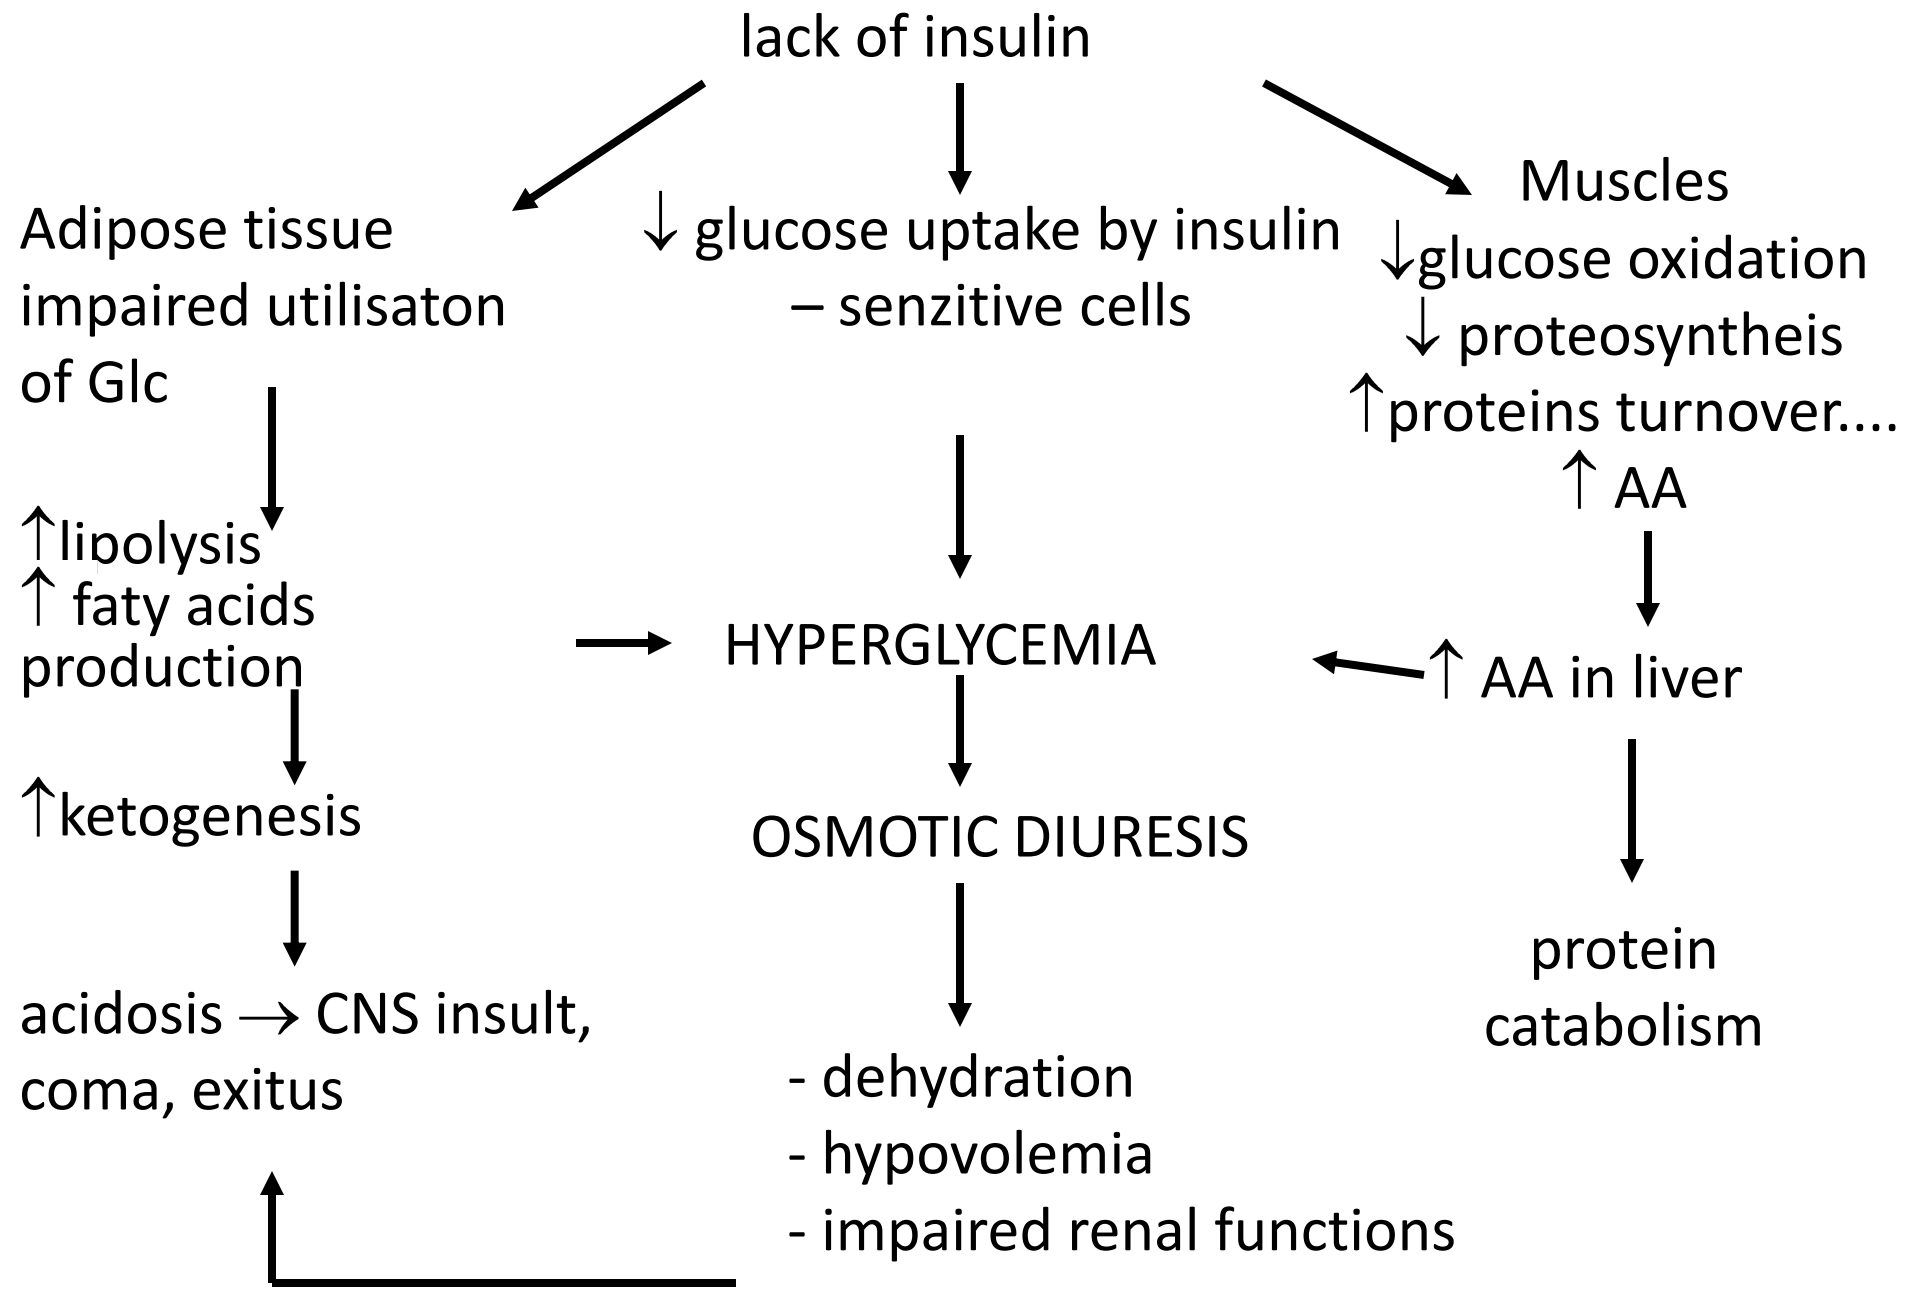 lack of insulin
Adipose tissue
impaired utilisaton
of Glc
↑lipolysis
↑ faty acids
production
↑ketogenesis
acidosis → CNS insult,
coma, exitus
↓ glucose uptake by insulin
– senzitive cells
HYPERGLYCEMIA
OSMOTIC DIURESIS
- dehydration
- hypovolemia
- impaired renal functions
Muscles
↓glucose oxidation
↓ proteosyntheis
↑proteins turnover....
↑ AA
↑ AA in liver
protein
catabolism